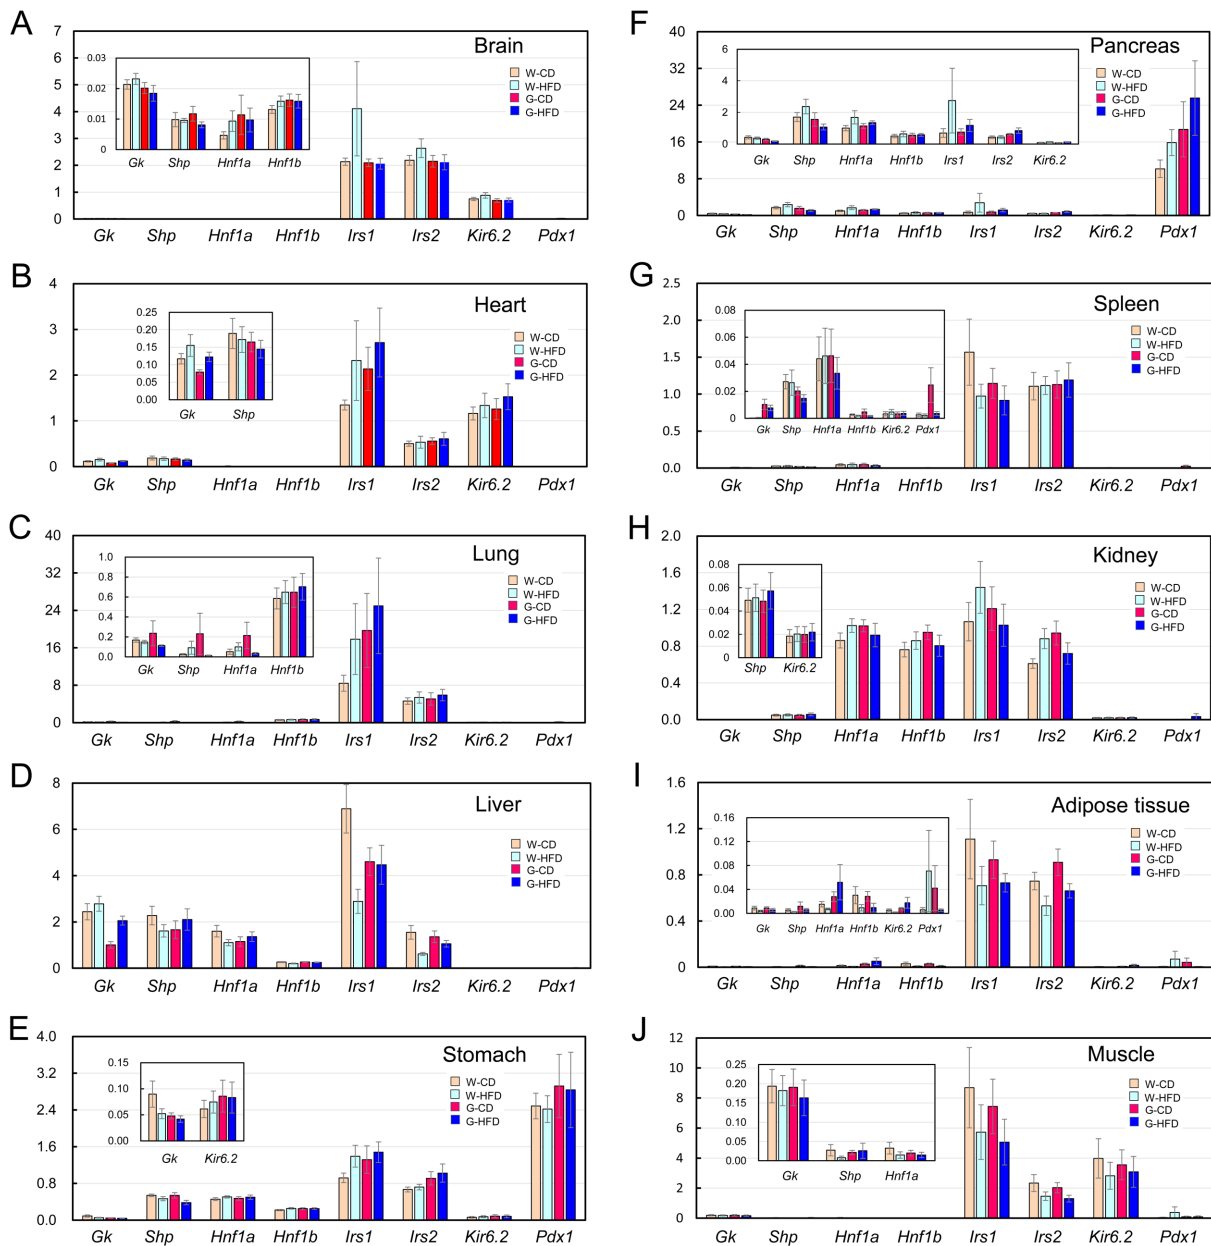 A
Brain
7
6
5
4
3
2
1
0
0.03
0.02
0.01
0
Gk Shp Hnf1a Hnf1b
W-CD
W-HFD
G-CD
G-HFD
Gk Shp Hnf1a Hnf1b Irs1 Irs2 Kir6.2 Pdx1
B
Heart
4
3
2
1
0
0.25
0.20
0.15
0.10
0.05
0.00
Gk Shp
W-CD
W-HFD
G-CD
G-HFD
Gk Shp Hnf1a Hnf1b Irs1 Irs2 Kir6.2 Pdx1
C
Lung
40
32
24
16
8
0
1.0
0.8
0.6
0.4
0.2
0.0
Gk Shp Hnf1a Hnf1b
W-CD
W-HFD
G-CD
G-HFD
Gk Shp Hnf1a Hnf1b Irs1 Irs2 Kir6.2 Pdx1
D
Liver
8
6
4
2
0
W-CD
W-HFD
G-CD
G-HFD
Gk Shp Hnf1a Hnf1b Irs1 Irs2 Kir6.2 Pdx1
E
Stomach
4.0
3.2
2.4
1.6
0.8
0.0
0.15
0.10
0.05
0.00
Gk Kir6.2
W-CD
W-HFD
G-CD
G-HFD
Gk Shp Hnf1a Hnf1b Irs1 Irs2 Kir6.2 Pdx1
F
Pancreas
40
32
24
16
8
0
6
4
2
0
Gk Shp Hnf1a Hnf1b Irs1 Irs2 Kir6.2
W-CD
W-HFD
G-CD
G-HFD
Gk Shp Hnf1a Hnf1b Irs1 Irs2 Kir6.2 Pdx1
G
Spleen
2.5
2.0
1.5
1.0
0.5
0.0
0.08
0.06
0.04
0.02
0
Gk Shp Hnf1a Hnf1b Kir6.2 Pdx1
W-CD
W-HFD
G-CD
G-HFD
Gk Shp Hnf1a Hnf1b Irs1 Irs2 Kir6.2 Pdx1
H
Kidney
2.0
1.6
1.2
0.8
0.4
0.0
0.08
0.06
0.04
0.02
0
Shp Kir6.2
W-CD
W-HFD
G-CD
G-HFD
Gk Shp Hnf1a Hnf1b Irs1 Irs2 Kir6.2 Pdx1
I
Adipose tissue
1.6
1.2
0.8
0.4
0
0.16
0.12
0.08
0.04
0.00
Gk Shp Hnf1a Hnf1b Kir6.2 Pdx1
W-CD
W-HFD
G-CD
G-HFD
Gk Shp Hnf1a Hnf1b Irs1 Irs2 Kir6.2 Pdx1
J
Muscle
12
10
8
6
4
2
0
0.25
0.20
0.15
0.10
0.05
0.00
Gk Shp Hnf1a
W-CD
W-HFD
G-CD
G-HFD
Gk Shp Hnf1a Hnf1b Irs1 Irs2 Kir6.2 Pdx1